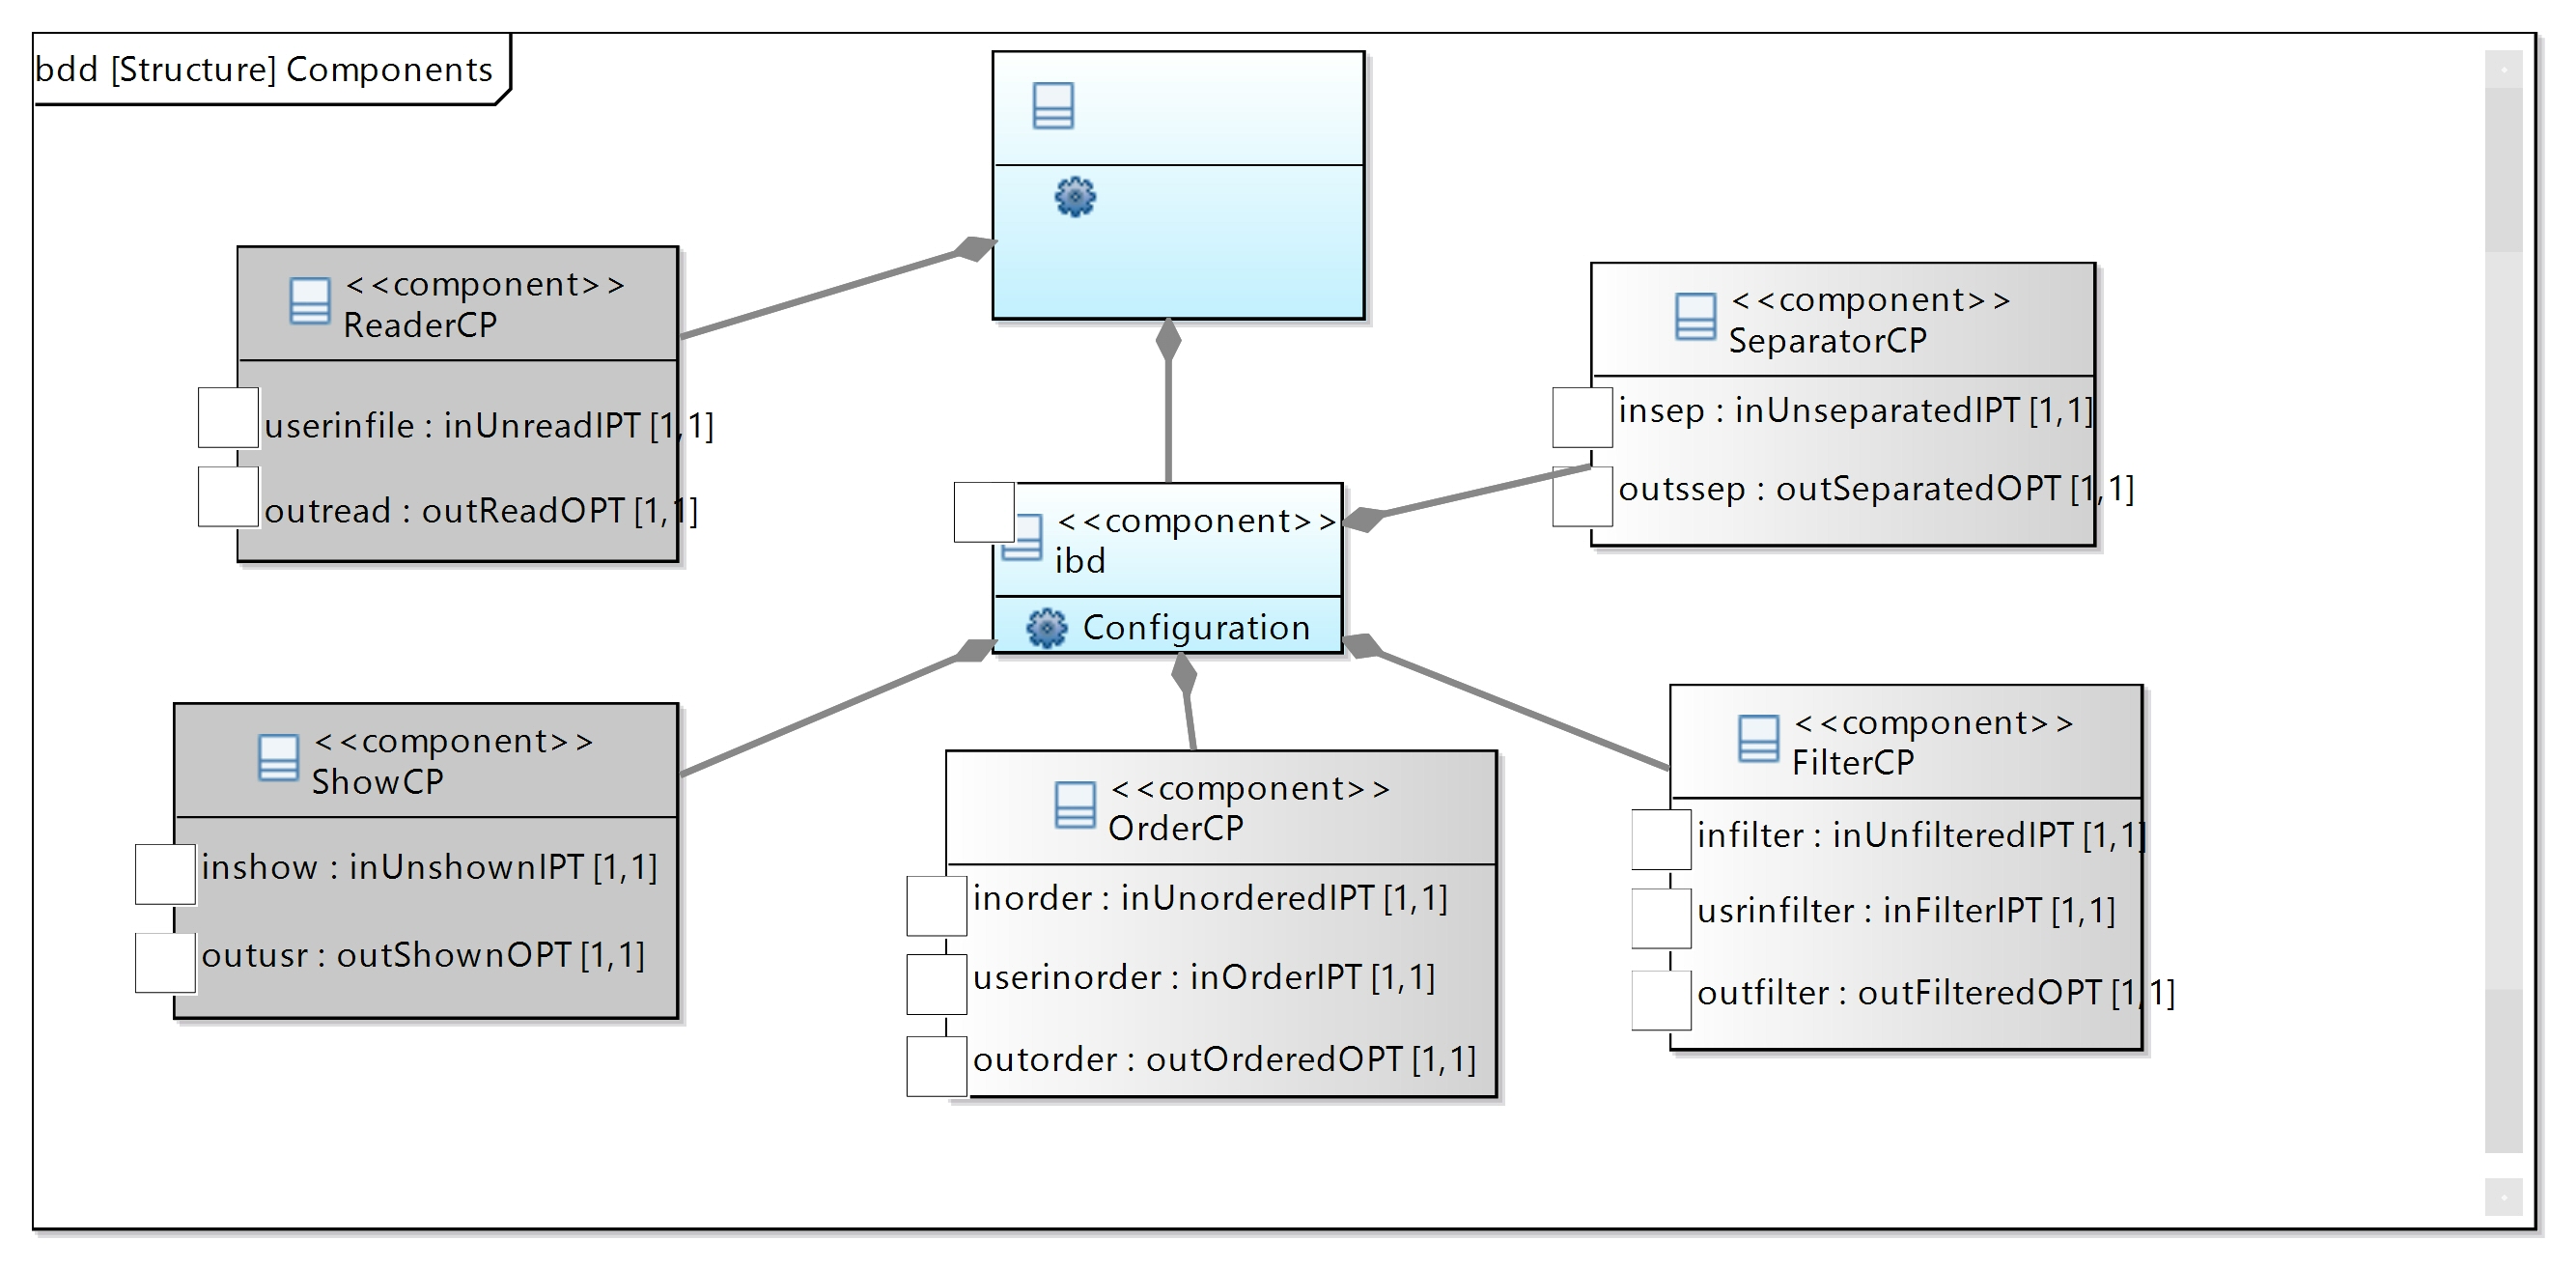 bdd [Structure] Components
<<component>>
ReaderCP
userinfile : inUnreadIPT [1,1]
outread : outReadOPT [1,1]
<<component>>
SeparatorCP
insep : inUnseparatedIPT [1,1]
outssep : outSeparatedOPT [1,1]
<<component>>
ibd
Configuration
<<component>>
ShowCP
inshow : inUnshownIPT [1,1]
outusr : outShownOPT [1,1]
<<component>>
OrderCP
inorder : inUnorderedIPT [1,1]
userinorder : inOrderIPT [1,1]
outorder : outOrderedOPT [1,1]
<<component>>
FilterCP
infilter : inUnfilteredIPT [1,1]
usrinfilter : inFilterIPT [1,1]
outfilter : outFilteredOPT [1,1]